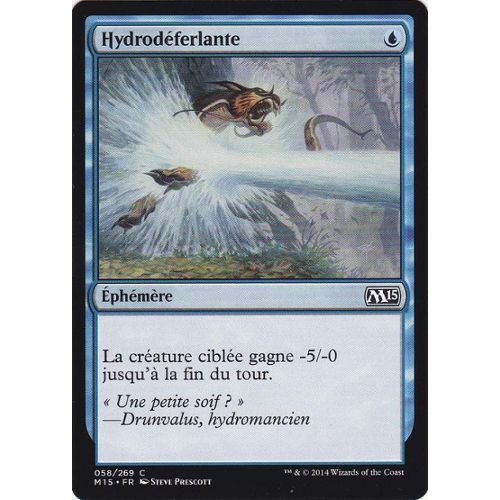 Hydrodéferlante
Éphémère
M15
La créature ciblée gagne -5/-0
jusqu'à la fin du tour.
« Une petite soif ? »
—Drunvalus, hydromancien
058/269 C
M15 • FR Steve Prescott
™ & © 2014 Wizards of the Coast